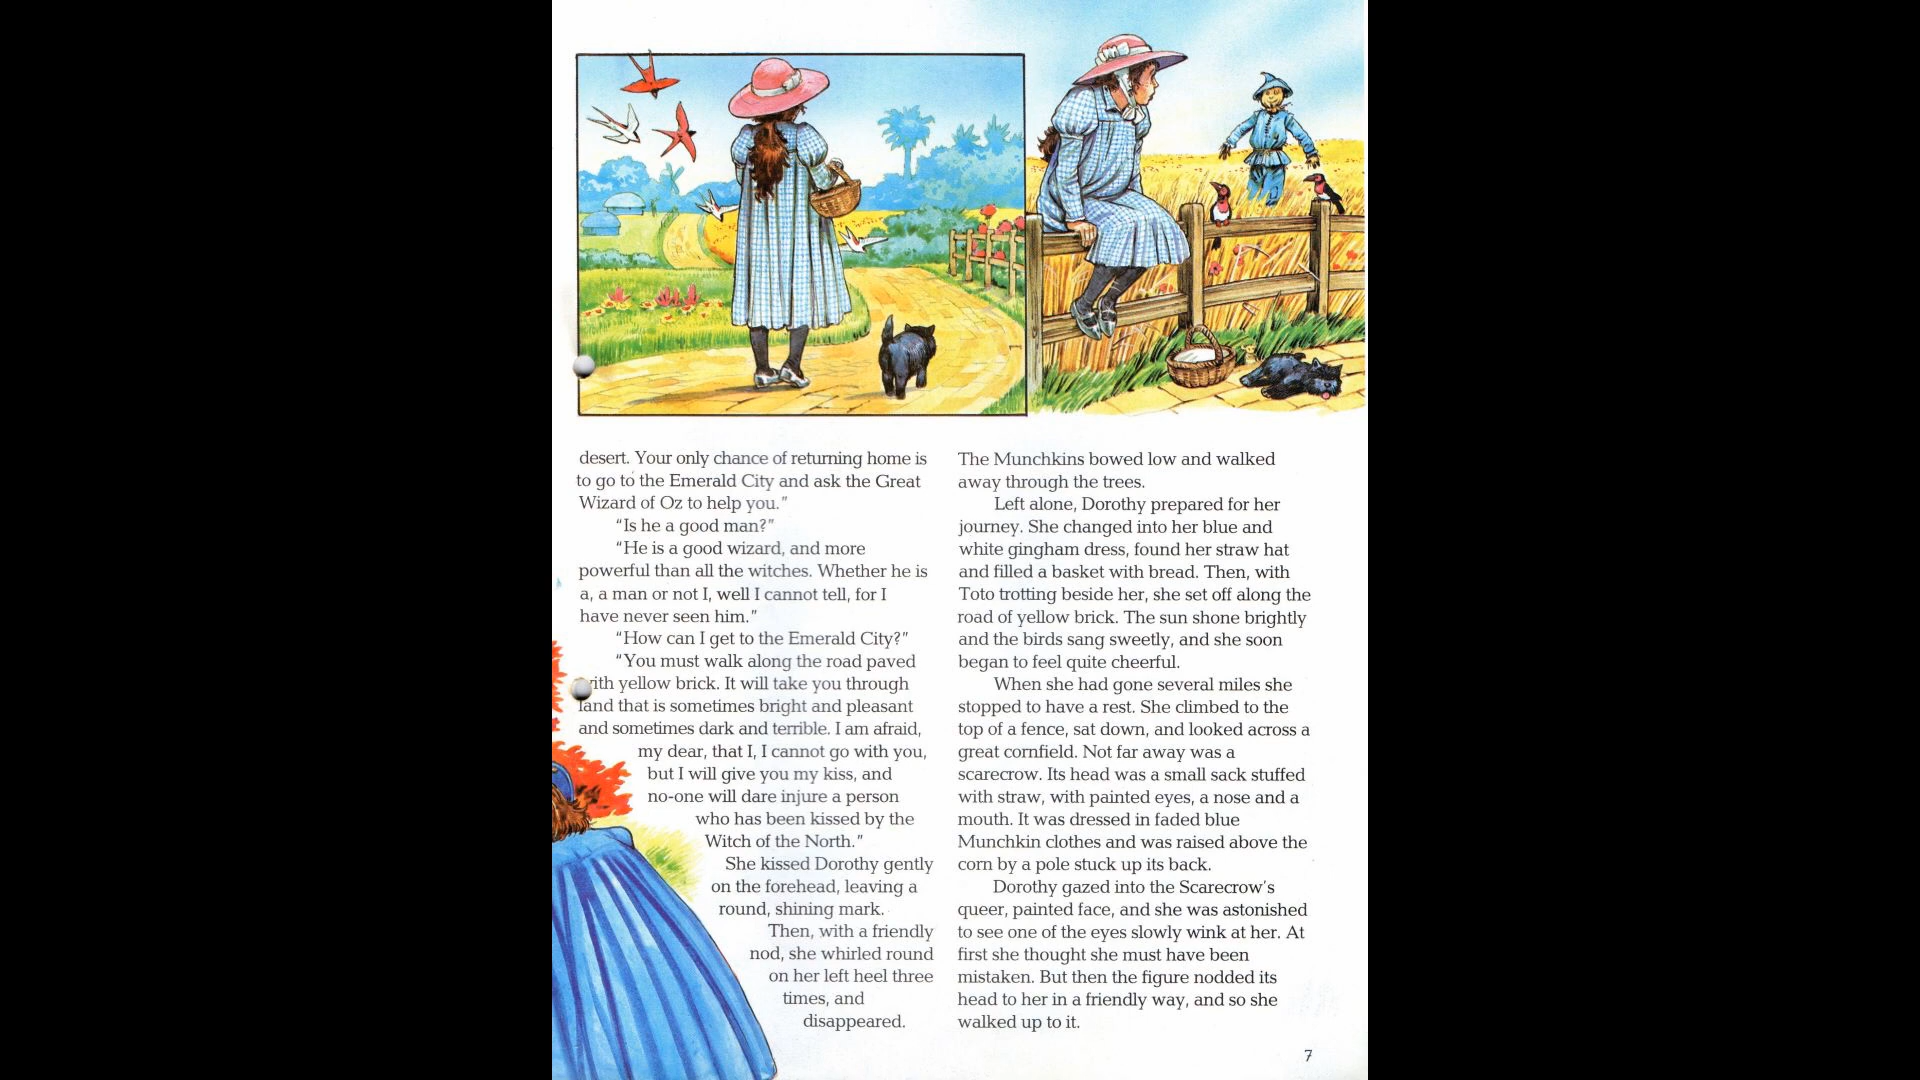 desert. Your only chance of returning home is
to go to the Emerald City and ask the Great
Wizard of Oz to help you.”
“Is he a good man?”
“He is a good wizard, and more
powerful than all the witches. Whether he is
a, a man or not I, well I cannot tell, for I
have never seen him.”
“How can I get to the Emerald City?”
“You must walk along the road paved
with yellow brick. It will take you through
land that is sometimes bright and pleasant
and sometimes dark and terrible. I am afraid,
my dear, that I, I cannot go with you,
but I will give you my kiss, and
no-one will dare injure a person
who has been kissed by the
Witch of the North.”
She kissed Dorothy gently
on the forehead, leaving a
round, shining mark.
Then, with a friendly
nod, she whirled round
on her left heel three
times, and
disappeared.
The Munchkins bowed low and walked
away through the trees.
Left alone, Dorothy prepared for her
journey. She changed into her blue and
white gingham dress, found her straw hat
and filled a basket with bread. Then, with
Toto trotting beside her, she set off along the
road of yellow brick. The sun shone brightly
and the birds sang sweetly, and she soon
began to feel quite cheerful.
When she had gone several miles she
stopped to have a rest. She climbed to the
top of a fence, sat down, and looked across a
great cornfield. Not far away was a
scarecrow. Its head was a small sack stuffed
with straw, with painted eyes, a nose and a
mouth. It was dressed in faded blue
Munchkin clothes and was raised above the
corn by a pole stuck up its back.
Dorothy gazed into the Scarecrow’s
queer, painted face, and she was astonished
to see one of the eyes slowly wink at her. At
first she thought she must have been
mistaken. But then the figure nodded its
head to her in a friendly way, and so she
walked up to it.
7